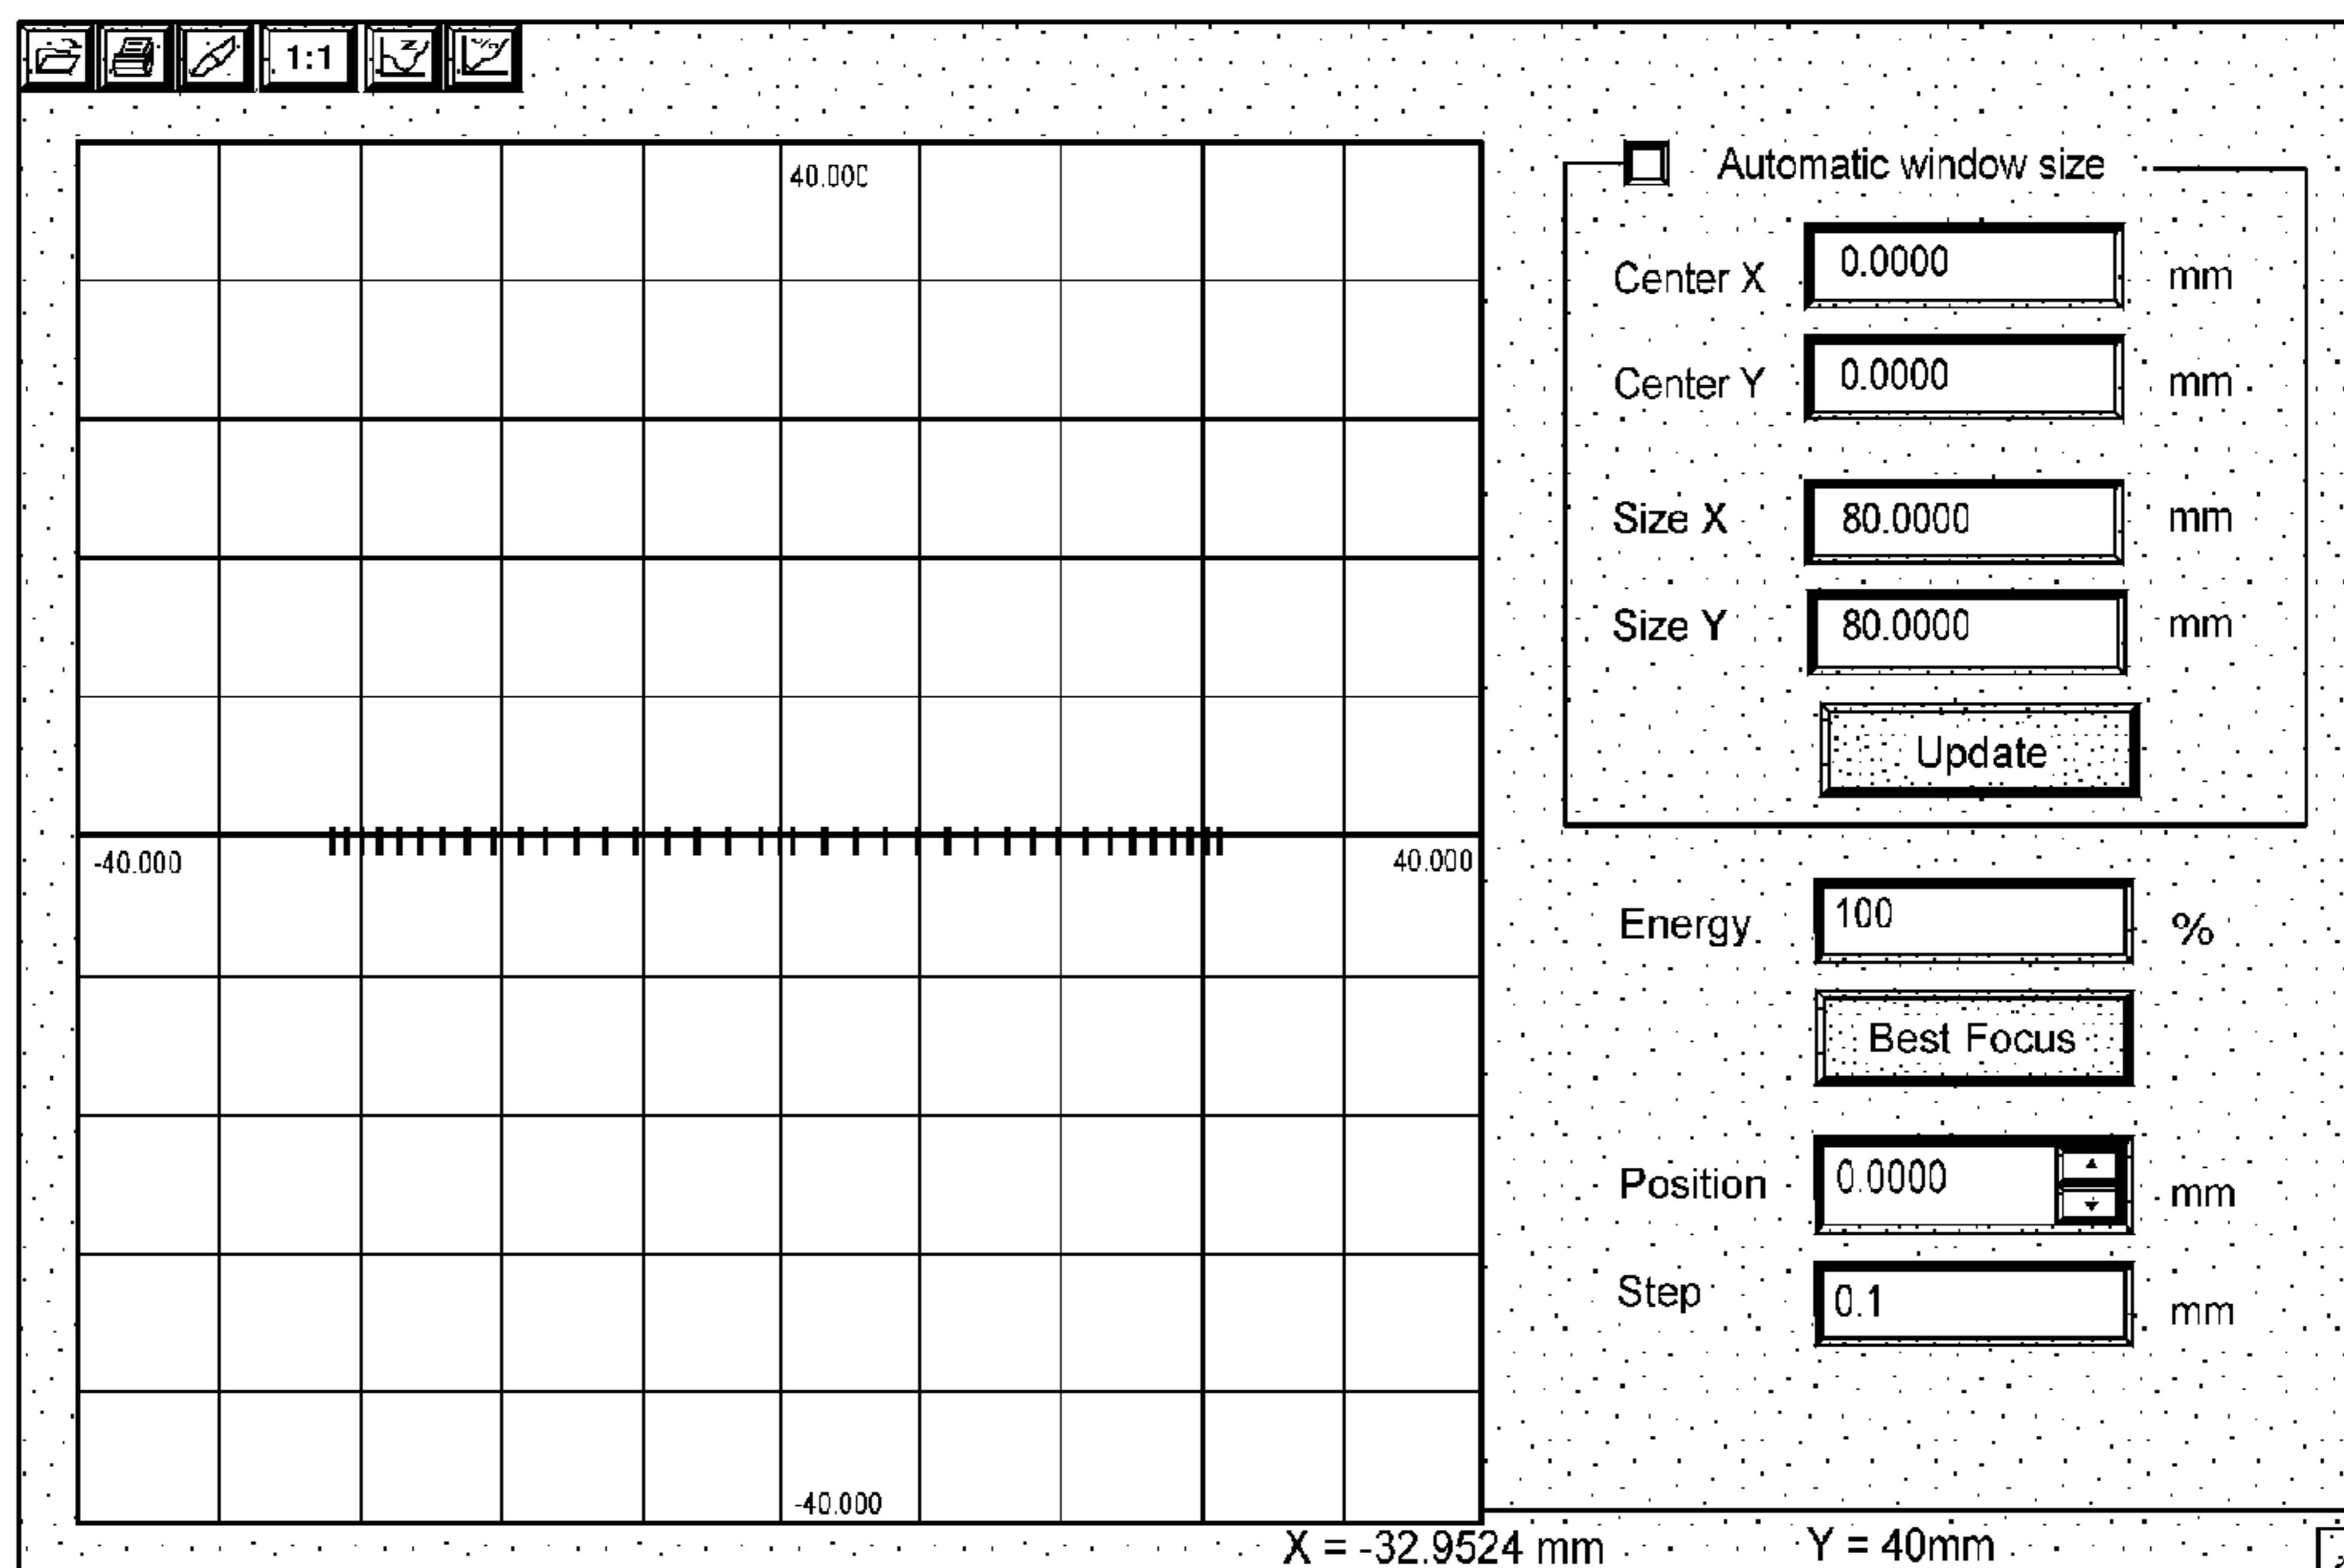 1:1
40.000
Automatic window size
Center X 0.0000 mm
Center Y 0.0000 mm
Size X 80.0000 mm
Size Y 80.0000 mm
Update
-40.000
40.000
Energy 100 %
Best Focus
Position 0.0000 mm
Step 0.1 mm
-40.000
X = -32.9524 mm Y = 40mm